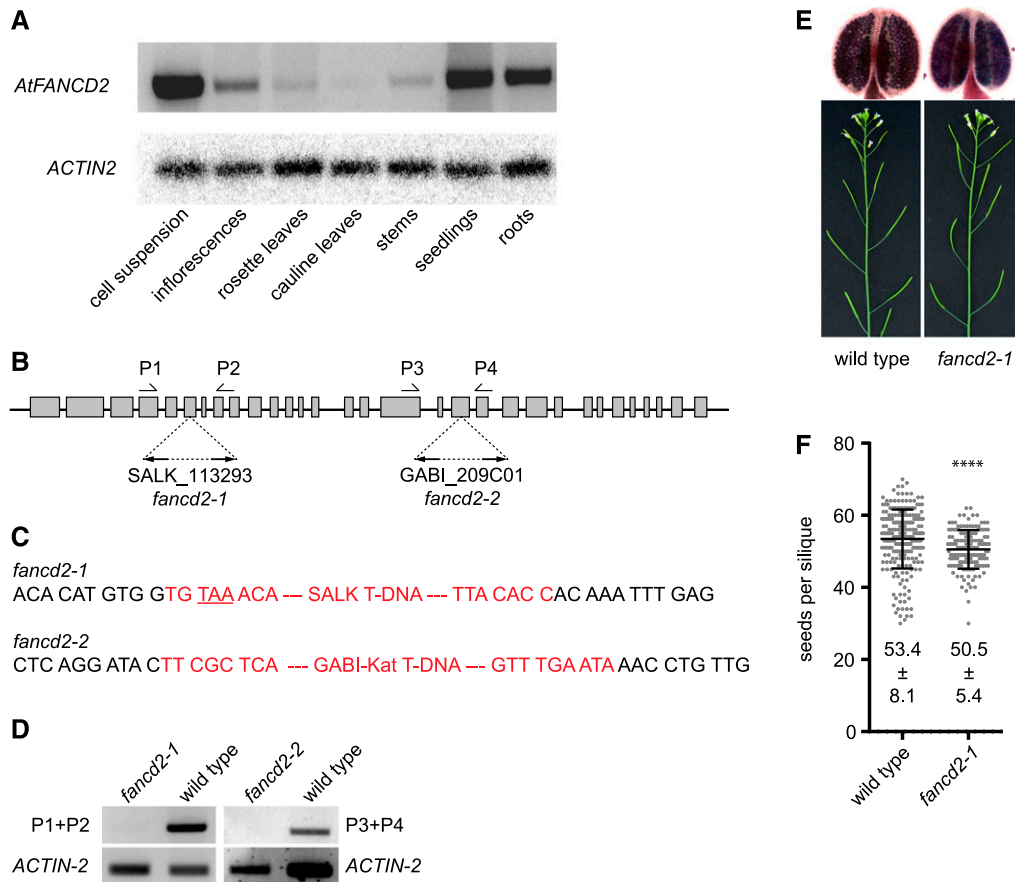 A
AtFANCD2
ACTIN2
cell suspension
inflorescences
rosette leaves
cauline leaves
stems
seedlings
roots
B
P1 P2 P3 P4
SALK_113293
fancd2-1
GABI_209C01
fancd2-2
C
fancd2-1
ACA CAT GTG GTG TAA ACA --- SALK T-DNA --- TTA CAC CAC AAA TTT GAG
fancd2-2
CTC AGG ATA CTT CGC TCA --- GABI-Kat T-DNA --- GTT TGA ATA AAC CTG TTG
D
fancd2-1 wild type fancd2-2 wild type
P1+P2 P3+P4
ACTIN-2 ACTIN-2
E
wild type fancd2-1
F
seeds per silique
80
60
40
20
0
****
53.4 ± 8.1
50.5 ± 5.4
wild type fancd2-1